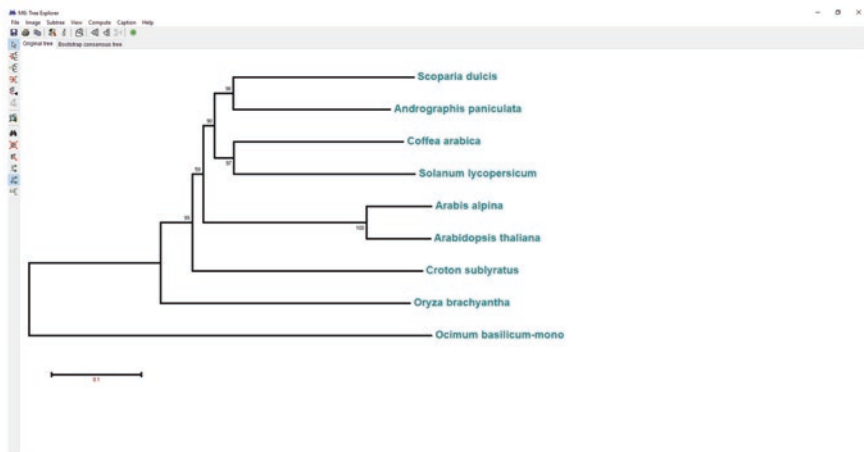 M6: Tree Explorer
File Image Subtree View Compute Caption Help
Original tree Bootstrap consensus tree
Scoparia dulcis
Andrographis paniculata
Coffea arabica
Solanum lycopersicum
Arabis alpina
100
Arabidopsis thaliana
Croton sublyratus
Oryza brachyantha
Ocimum basilicum-mono
0.1